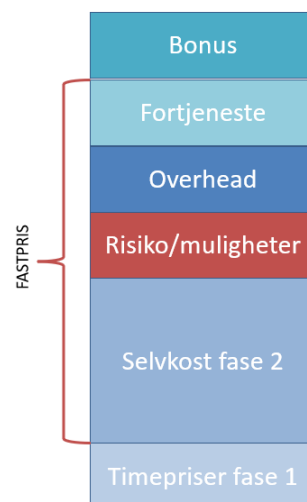 Bonus
Fortjeneste
Overhead
Risiko/muligheter
FASTPRIS
Selvkost fase 2
Timepriser fase 1